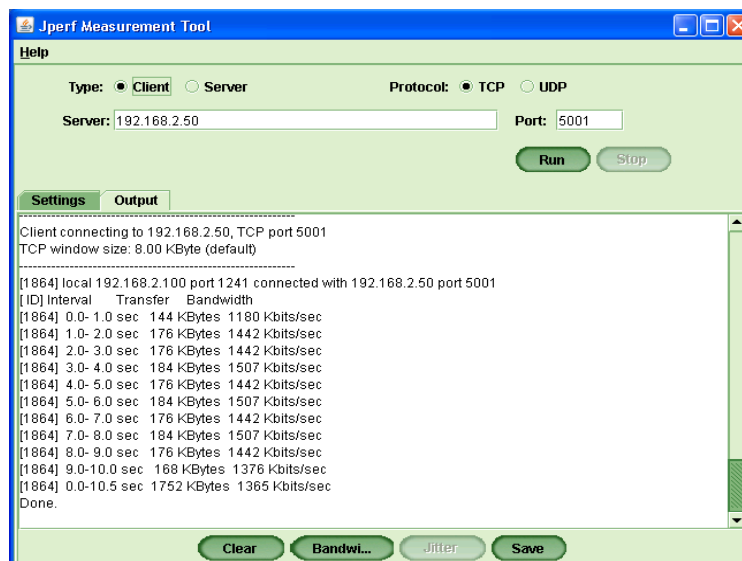 Jperf Measurement Tool
Help
Type: Client Server Protocol: TCP UDP
Server: 192.168.2.50 Port: 5001
Run Stop
Settings Output
----------------------------------------------------------------
Client connecting to 192.168.2.50, TCP port 5001
TCP window size: 8.00 KByte (default)
----------------------------------------------------------------
[1864] local 192.168.2.100 port 1241 connected with 192.168.2.50 port 5001
[ ID] Interval Transfer Bandwidth
[1864] 0.0- 1.0 sec 144 KBytes 1180 Kbits/sec
[1864] 1.0- 2.0 sec 176 KBytes 1442 Kbits/sec
[1864] 2.0- 3.0 sec 176 KBytes 1442 Kbits/sec
[1864] 3.0- 4.0 sec 184 KBytes 1507 Kbits/sec
[1864] 4.0- 5.0 sec 176 KBytes 1442 Kbits/sec
[1864] 5.0- 6.0 sec 184 KBytes 1507 Kbits/sec
[1864] 6.0- 7.0 sec 176 KBytes 1442 Kbits/sec
[1864] 7.0- 8.0 sec 184 KBytes 1507 Kbits/sec
[1864] 8.0- 9.0 sec 176 KBytes 1442 Kbits/sec
[1864] 9.0-10.0 sec 168 KBytes 1376 Kbits/sec
[1864] 0.0-10.5 sec 1752 KBytes 1365 Kbits/sec
Done.
Clear Bandwi... Jitter Save